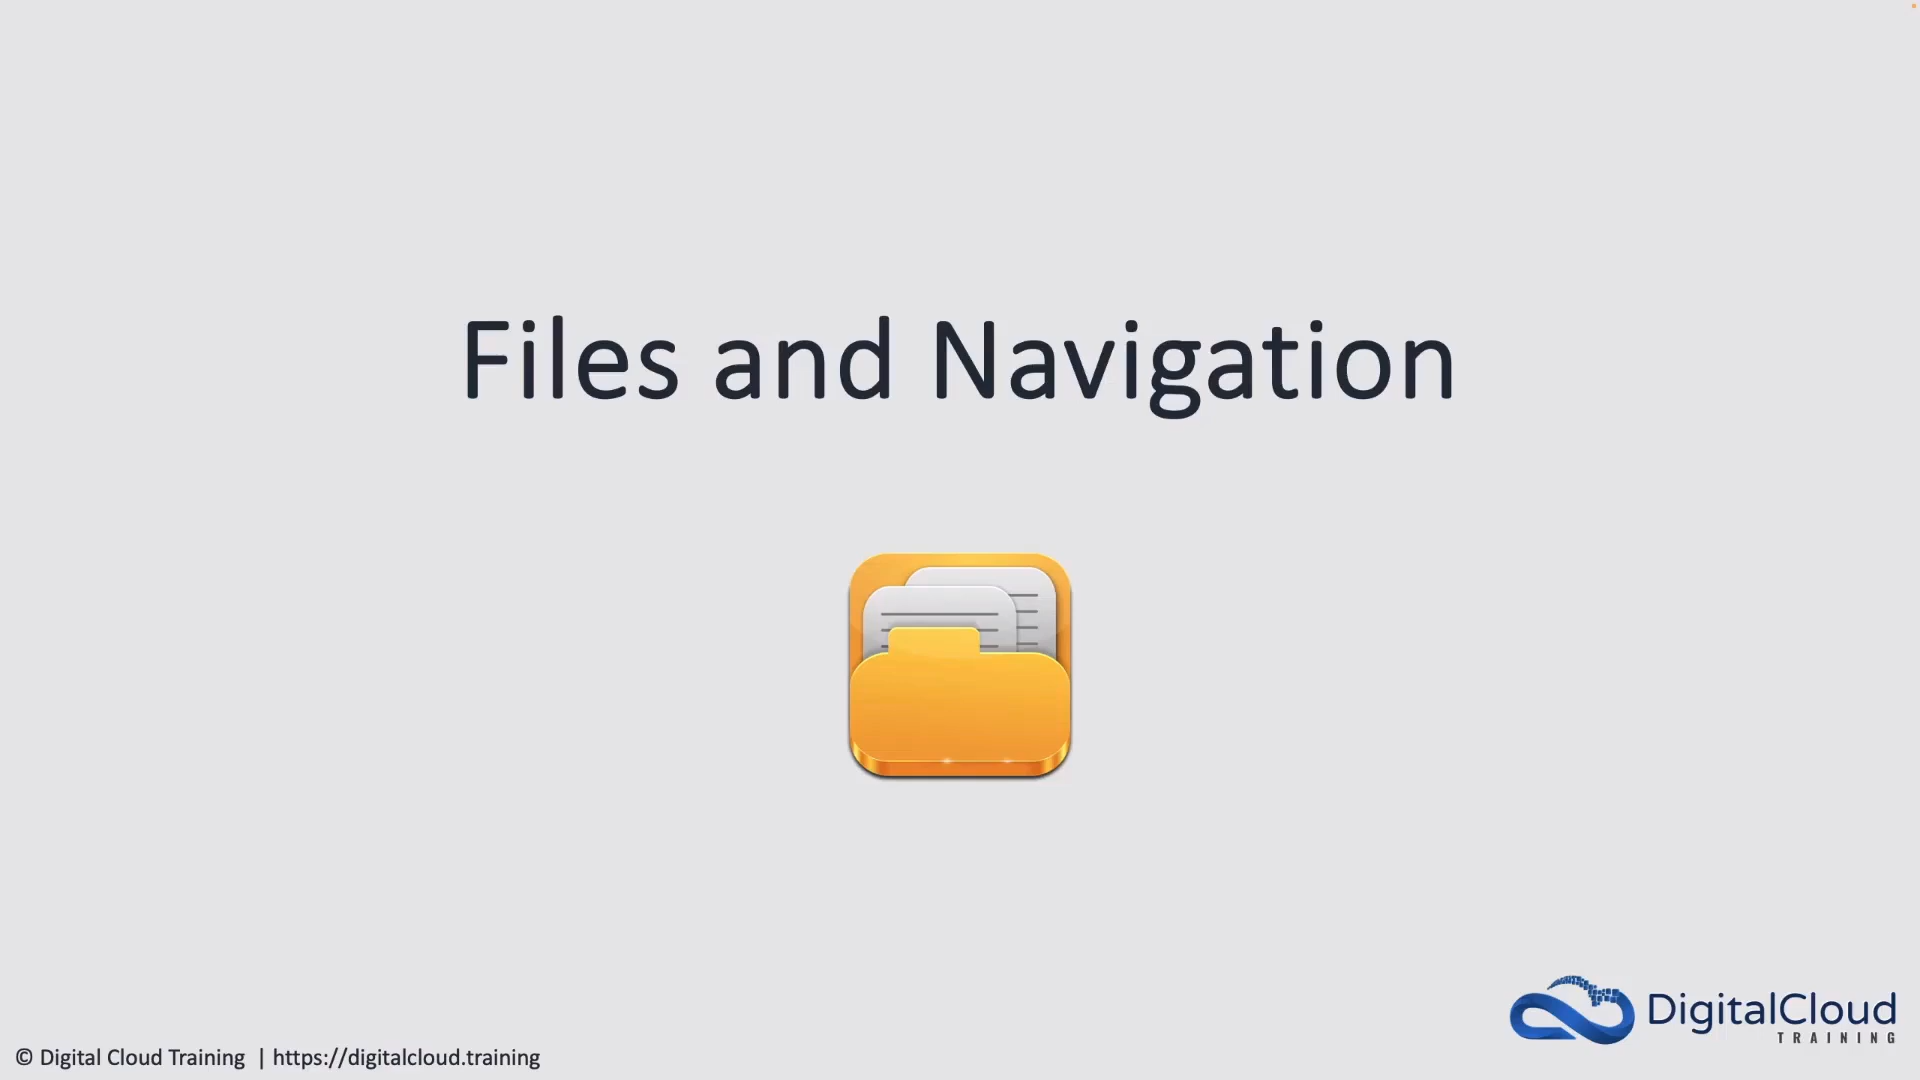 Files and Navigation
DigitalCloud
TRAINING
© Digital Cloud Training | https://digitalcloud.training